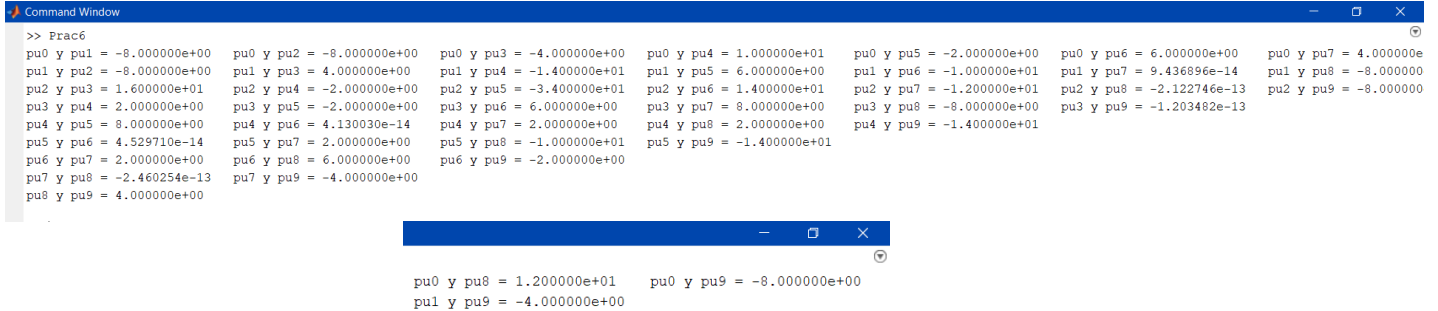 Command Window
>> Prac6
pu0 y pu1 = -8.000000e+00 pu0 y pu2 = -8.000000e+00 pu0 y pu3 = -4.000000e+00 pu0 y pu4 = 1.000000e+01 pu0 y pu5 = -2.000000e+00 pu0 y pu6 = 6.000000e+00 pu0 y pu7 = 4.000000e
pu1 y pu2 = -8.000000e+00 pu1 y pu3 = 4.000000e+00 pu1 y pu4 = -1.400000e+01 pu1 y pu5 = 6.000000e+00 pu1 y pu6 = -1.000000e+01 pu1 y pu7 = 9.436896e-14 pu1 y pu8 = -8.000000
pu2 y pu3 = 1.600000e+01 pu2 y pu4 = -2.000000e+00 pu2 y pu5 = -3.400000e+01 pu2 y pu6 = 1.400000e+01 pu2 y pu7 = -1.200000e+01 pu2 y pu8 = -2.122746e-13 pu2 y pu9 = -8.000000
pu3 y pu4 = 2.000000e+00 pu3 y pu5 = -2.000000e+00 pu3 y pu6 = 6.000000e+00 pu3 y pu7 = 8.000000e+00 pu3 y pu8 = -8.000000e+00 pu3 y pu9 = -1.203482e-13
pu4 y pu5 = 8.000000e+00 pu4 y pu6 = 4.130030e-14 pu4 y pu7 = 2.000000e+00 pu4 y pu8 = 2.000000e+00 pu4 y pu9 = -1.400000e+01
pu5 y pu6 = 4.529710e-14 pu5 y pu7 = 2.000000e+00 pu5 y pu8 = -1.000000e+01 pu5 y pu9 = -1.400000e+01
pu6 y pu7 = 2.000000e+00 pu6 y pu8 = 6.000000e+00 pu6 y pu9 = -2.000000e+00
pu7 y pu8 = -2.460254e-13 pu7 y pu9 = -4.000000e+00
pu8 y pu9 = 4.000000e+00
pu0 y pu8 = 1.200000e+01 pu0 y pu9 = -8.000000e+00
pu1 y pu9 = -4.000000e+00